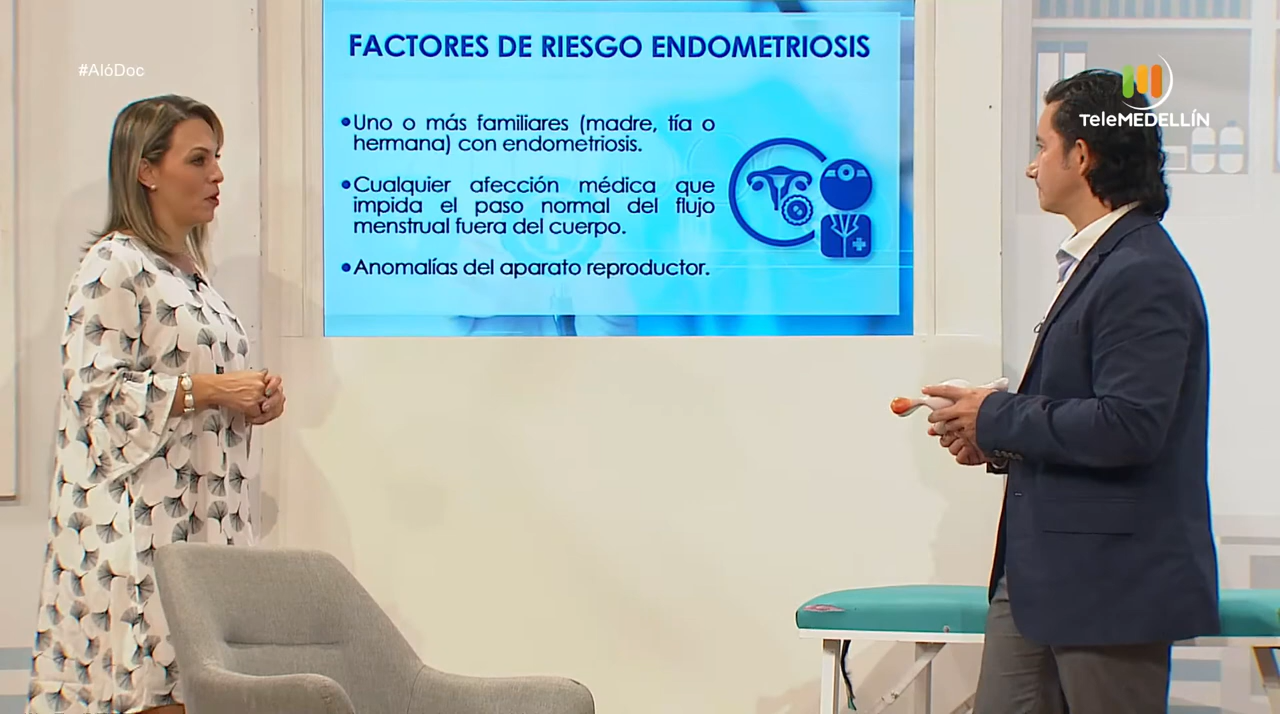 FACTORES DE RIESGO ENDOMETRIOSIS
#AlóDoc
TeleMEDELLÍN
•Uno o más familiares (madre, tía o
hermana) con endometriosis.
•Cualquier afección médica que
impida el paso normal del flujo
menstrual fuera del cuerpo.
•Anomalías del aparato reproductor.